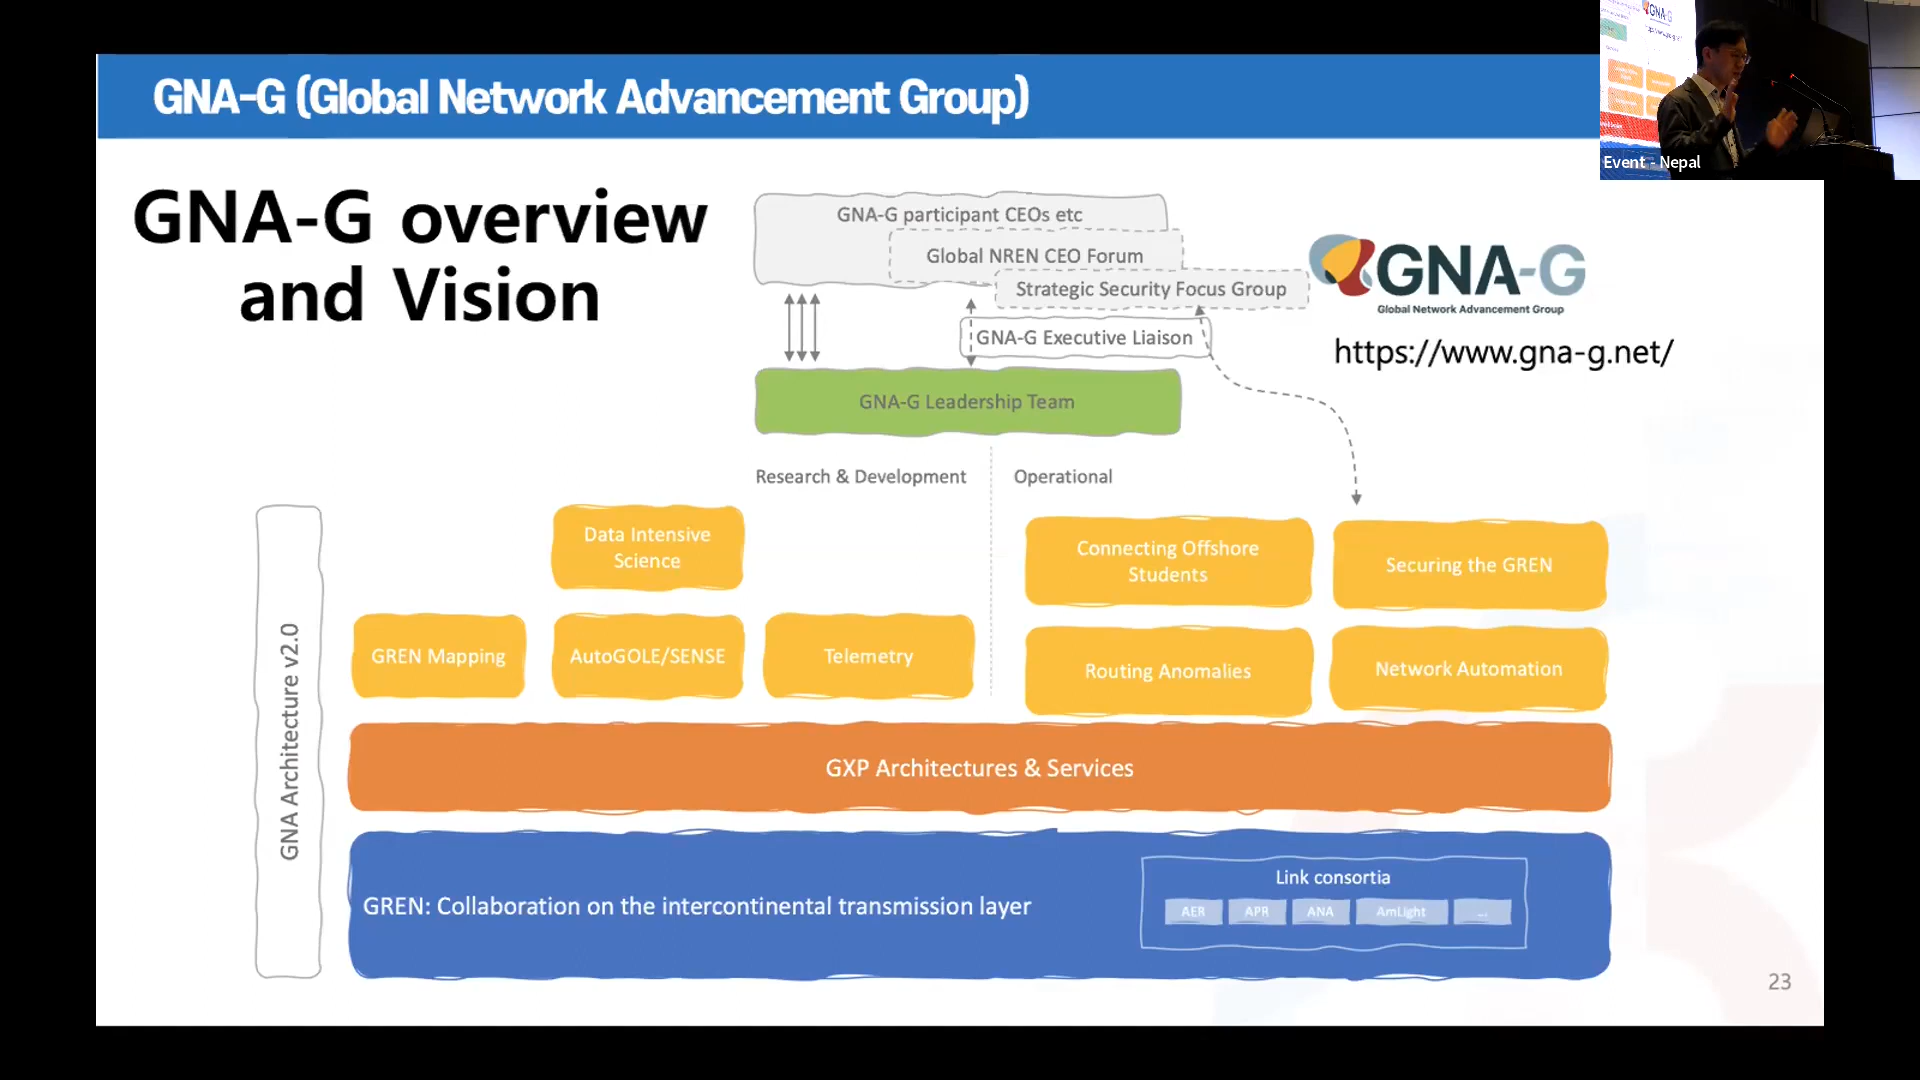 GNA-G (Global Network Advancement Group)
GNA-G overview
and Vision
GNA-G participant CEOs etc
Global NREN CEO Forum
Strategic Security Focus Group
GNA-G Executive Liaison
GNA-G Leadership Team
GNA-G
Global Network Advancement Group
https://www.gna-g.net/
Event - Nepal
Research & Development
Operational
Data Intensive
Science
Connecting Offshore
Students
Securing the GREN
GREN Mapping
AutoGOLE/SENSE
Telemetry
Routing Anomalies
Network Automation
GNA Architecture v2.0
GXP Architectures & Services
GREN: Collaboration on the intercontinental transmission layer
Link consortia
AER
APR
ANA
AmLight
...
23